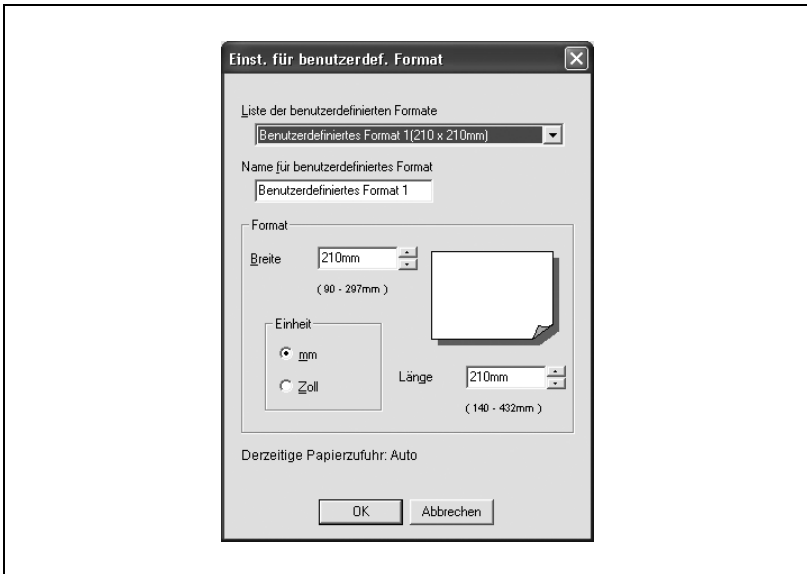 Einst. für benutzerdef. Format
Liste der benutzerdefinierten Formate
Benutzerdefiniertes Format 1(210 x 210mm)
Name für benutzerdefiniertes Format
Benutzerdefiniertes Format 1
Format
Breite
210mm
( 90 - 297mm )
Einheit
mm
Zoll
Länge
210mm
( 140 - 432mm )
Derzeitige Papierzufuhr: Auto
OK
Abbrechen